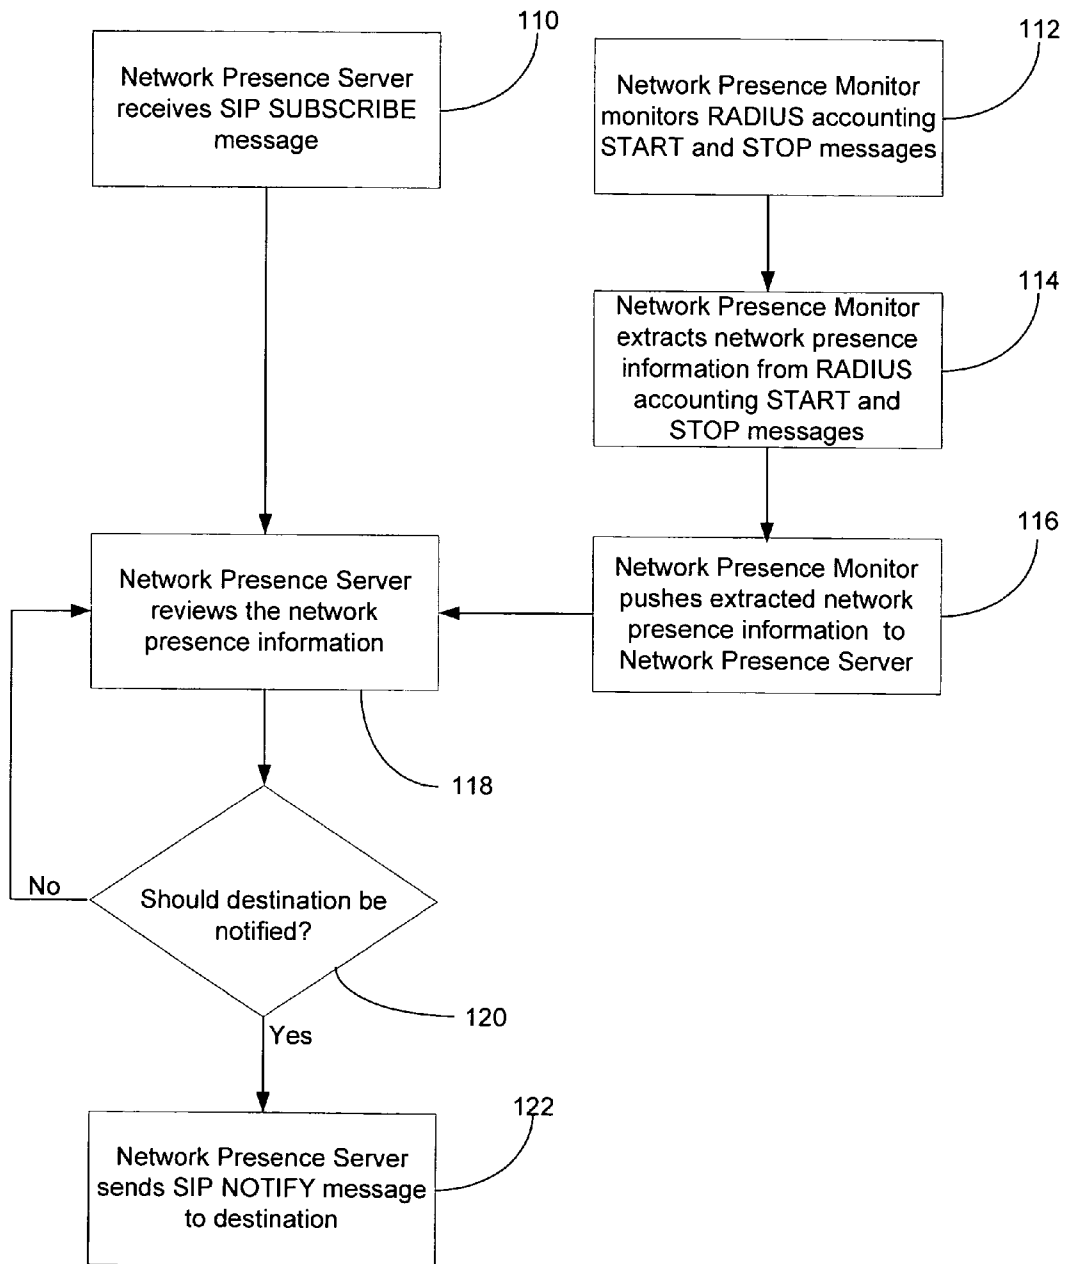 110
Network Presence Server
receives SIP SUBSCRIBE
message
112
Network Presence Monitor
monitors RADIUS accounting
START and STOP messages
114
Network Presence Monitor
extracts network presence
information from RADIUS
accounting START and
STOP messages
116
Network Presence Monitor
pushes extracted network
presence information to
Network Presence Server
Network Presence Server
reviews the network
presence information
118
No
Should destination be
notified?
120
Yes
122
Network Presence Server
sends SIP NOTIFY message
to destination